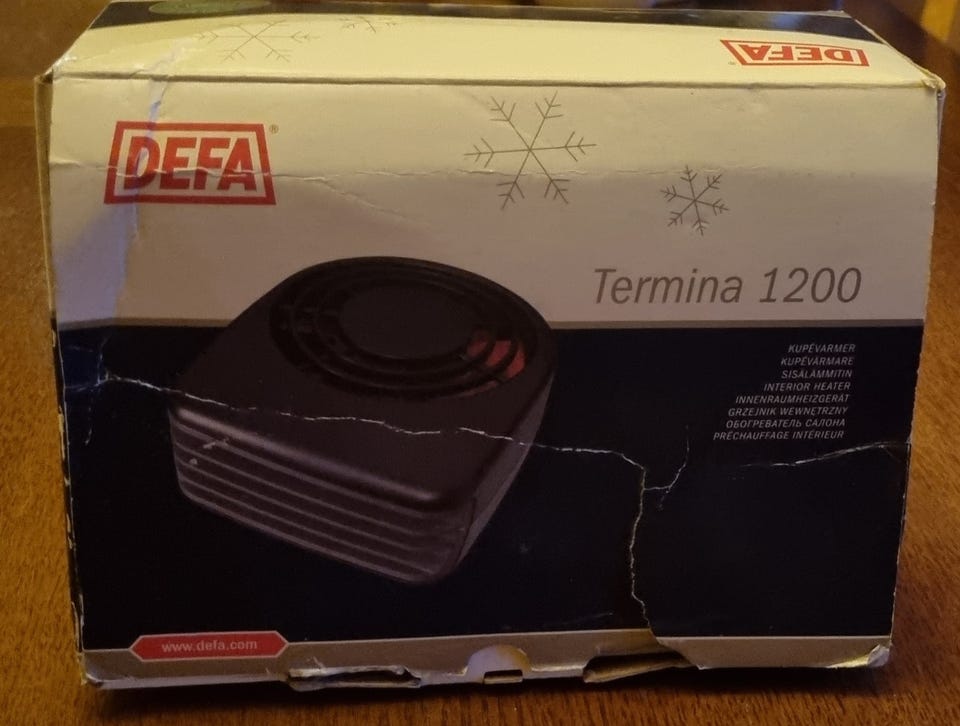 DEFA®
DEFA®
Termina 1200
KUPÉVARMER
KUPÉVÄRMARE
SISÄLÄMMITIN
INTERIOR HEATER
INNENRAUMHEIZGERÄT
GRZEJNIK WEWNĘTRZNY
ОБОГРЕВАТЕЛЬ САЛОНА
PRÉCHAUFFAGE INTÉRIEUR
www.defa.com